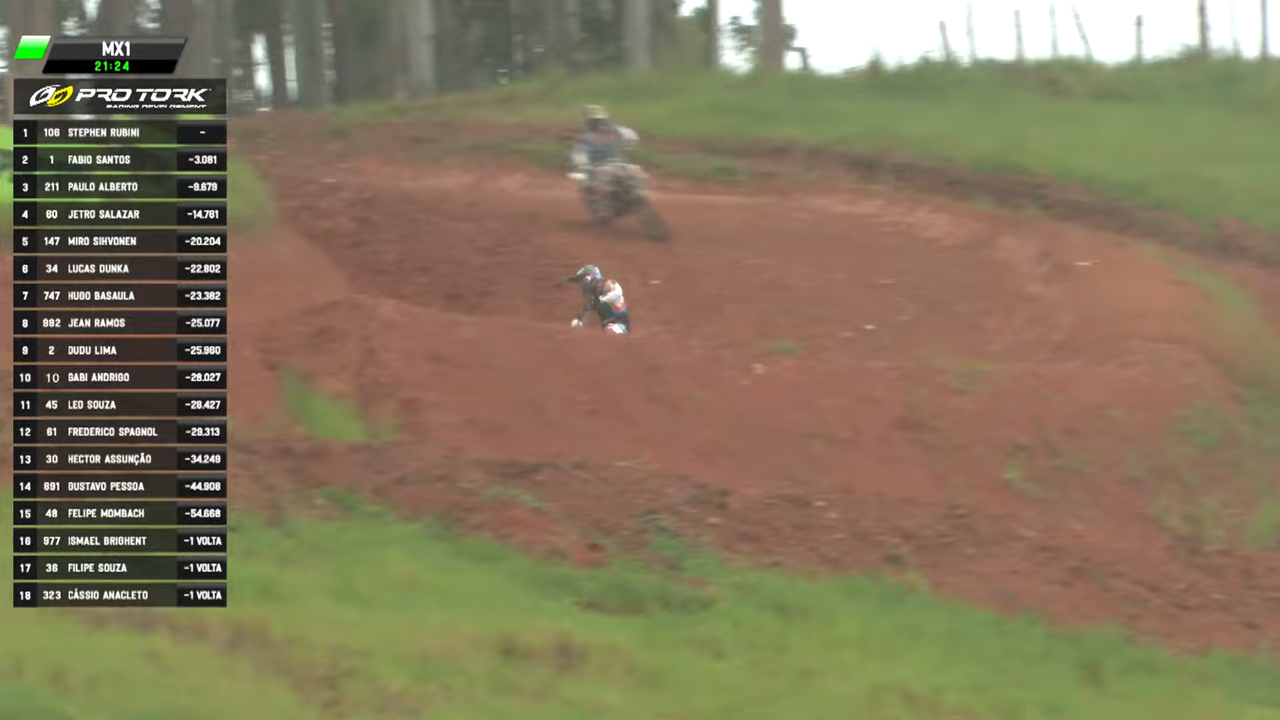 MX1
21:24
PRO TORK
RACING DEVELOPMENT
1 106 STEPHEN RUBINI -
2 1 FABIO SANTOS -3.081
3 211 PAULO ALBERTO -9.679
4 60 JETRO SALAZAR -14.761
5 147 MIRO SIHVONEN -20.204
6 34 LUCAS DUNKA -22.802
7 747 HUGO BASAULA -23.382
8 992 JEAN RAMOS -25.077
9 2 DUDU LIMA -25.960
10 10 GABI ANDRIGO -28.027
11 45 LEO SOUZA -28.427
12 61 FREDERICO SPAGNOL -29.313
13 30 HECTOR ASSUNÇÃO -34.249
14 891 GUSTAVO PESSOA -44.908
15 48 FELIPE MOMBACH -54.668
16 977 ISMAEL BRIGHENT -1 VOLTA
17 36 FILIPE SOUZA -1 VOLTA
18 323 CÁSSIO ANACLETO -1 VOLTA